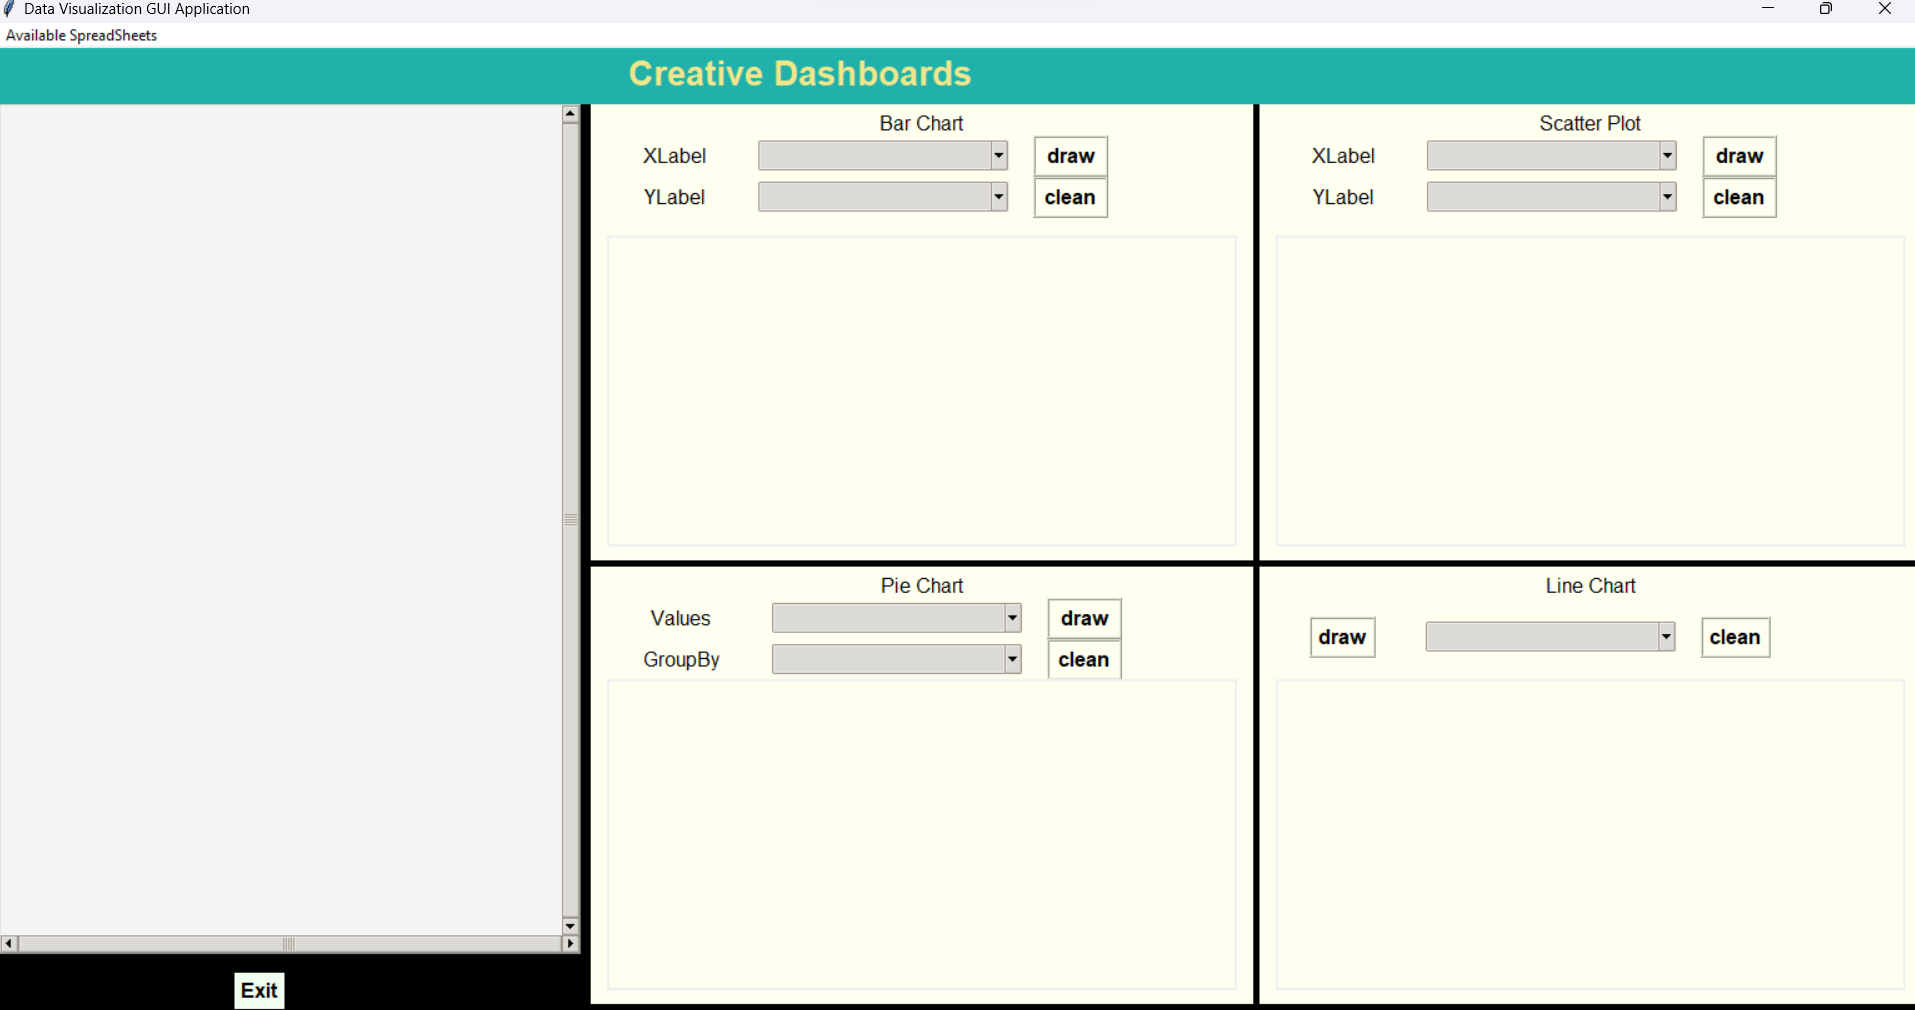 Data Visualization GUI Application
Available SpreadSheets
Creative Dashboards
Bar Chart
XLabel draw
YLabel clean
Scatter Plot
XLabel draw
YLabel clean
Pie Chart
Values draw
GroupBy clean
Line Chart
draw clean
Exit